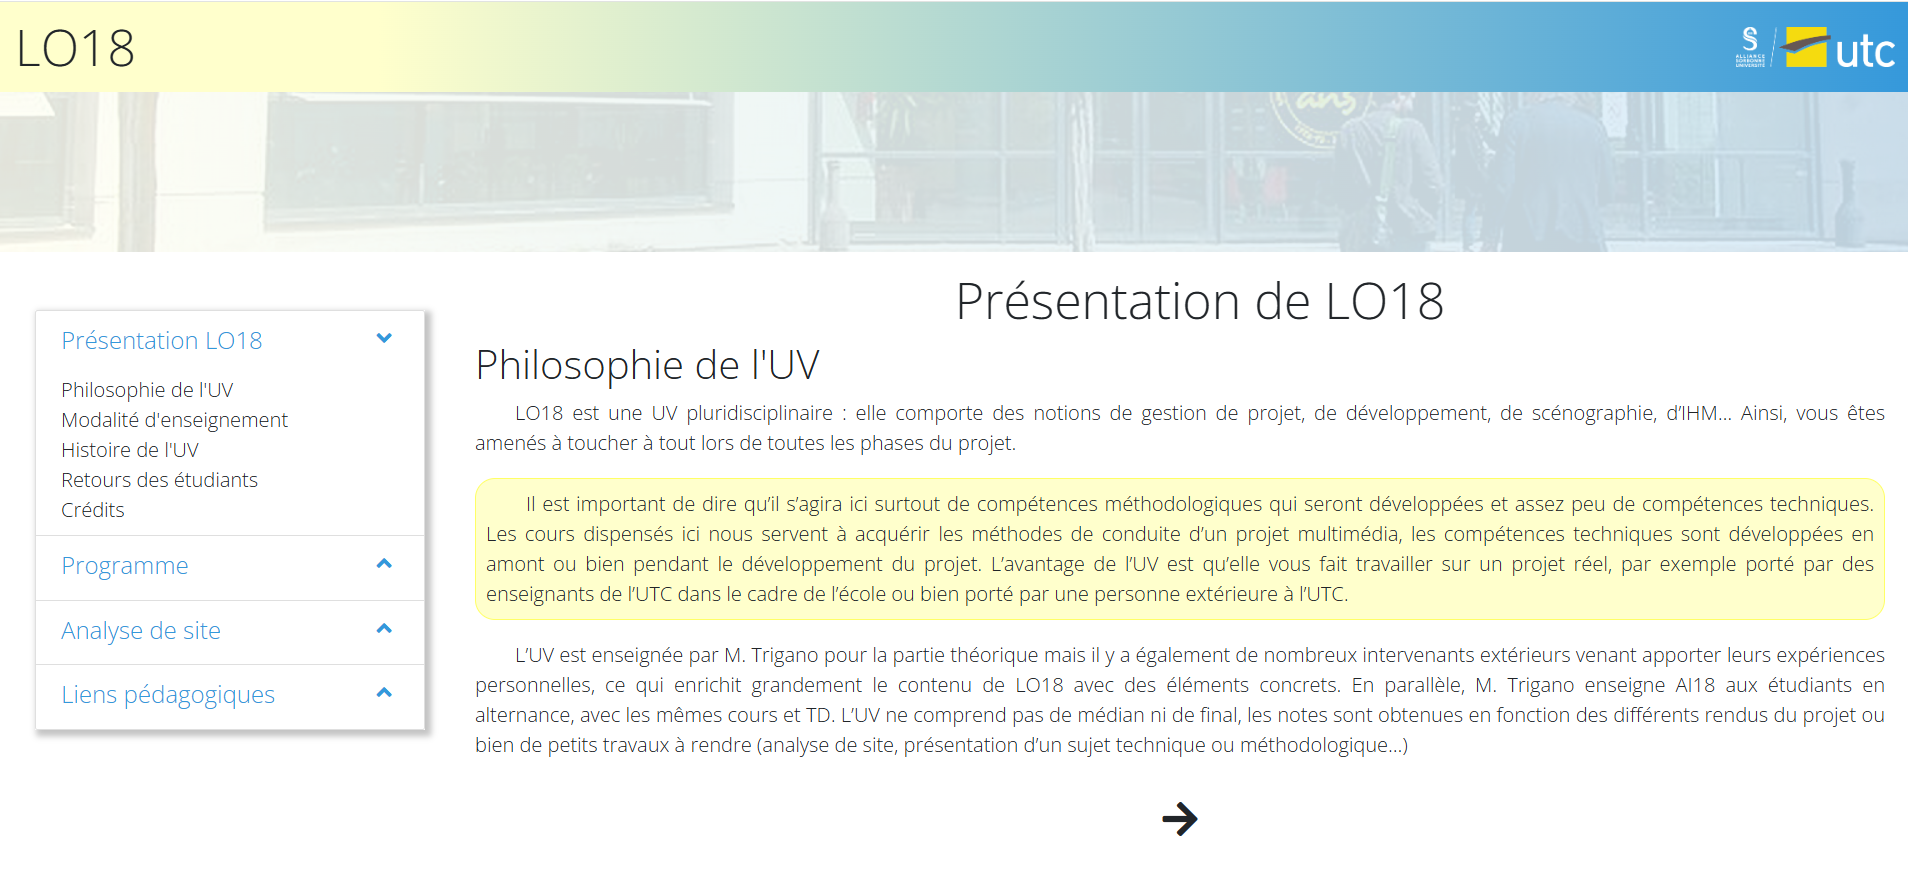 LO18
ALLIANCE
SORBONNE
UNIVERSITÉ
utc
ans
Présentation de LO18
Présentation LO18
Philosophie de l'UV
Modalité d'enseignement
Histoire de l'UV
Retours des étudiants
Crédits
Programme
Analyse de site
Liens pédagogiques
Philosophie de l'UV
LO18 est une UV pluridisciplinaire : elle comporte des notions de gestion de projet, de développement, de scénographie, d’IHM... Ainsi, vous êtes
amenés à toucher à tout lors de toutes les phases du projet.
Il est important de dire qu’il s’agira ici surtout de compétences méthodologiques qui seront développées et assez peu de compétences techniques.
Les cours dispensés ici nous servent à acquérir les méthodes de conduite d’un projet multimédia, les compétences techniques sont développées en
amont ou bien pendant le développement du projet. L’avantage de l’UV est qu’elle vous fait travailler sur un projet réel, par exemple porté par des
enseignants de l’UTC dans le cadre de l’école ou bien porté par une personne extérieure à l’UTC.
L’UV est enseignée par M. Trigano pour la partie théorique mais il y a également de nombreux intervenants extérieurs venant apporter leurs expériences
personnelles, ce qui enrichit grandement le contenu de LO18 avec des éléments concrets. En parallèle, M. Trigano enseigne AI18 aux étudiants en
alternance, avec les mêmes cours et TD. L’UV ne comprend pas de médian ni de final, les notes sont obtenues en fonction des différents rendus du projet ou
bien de petits travaux à rendre (analyse de site, présentation d’un sujet technique ou méthodologique...)